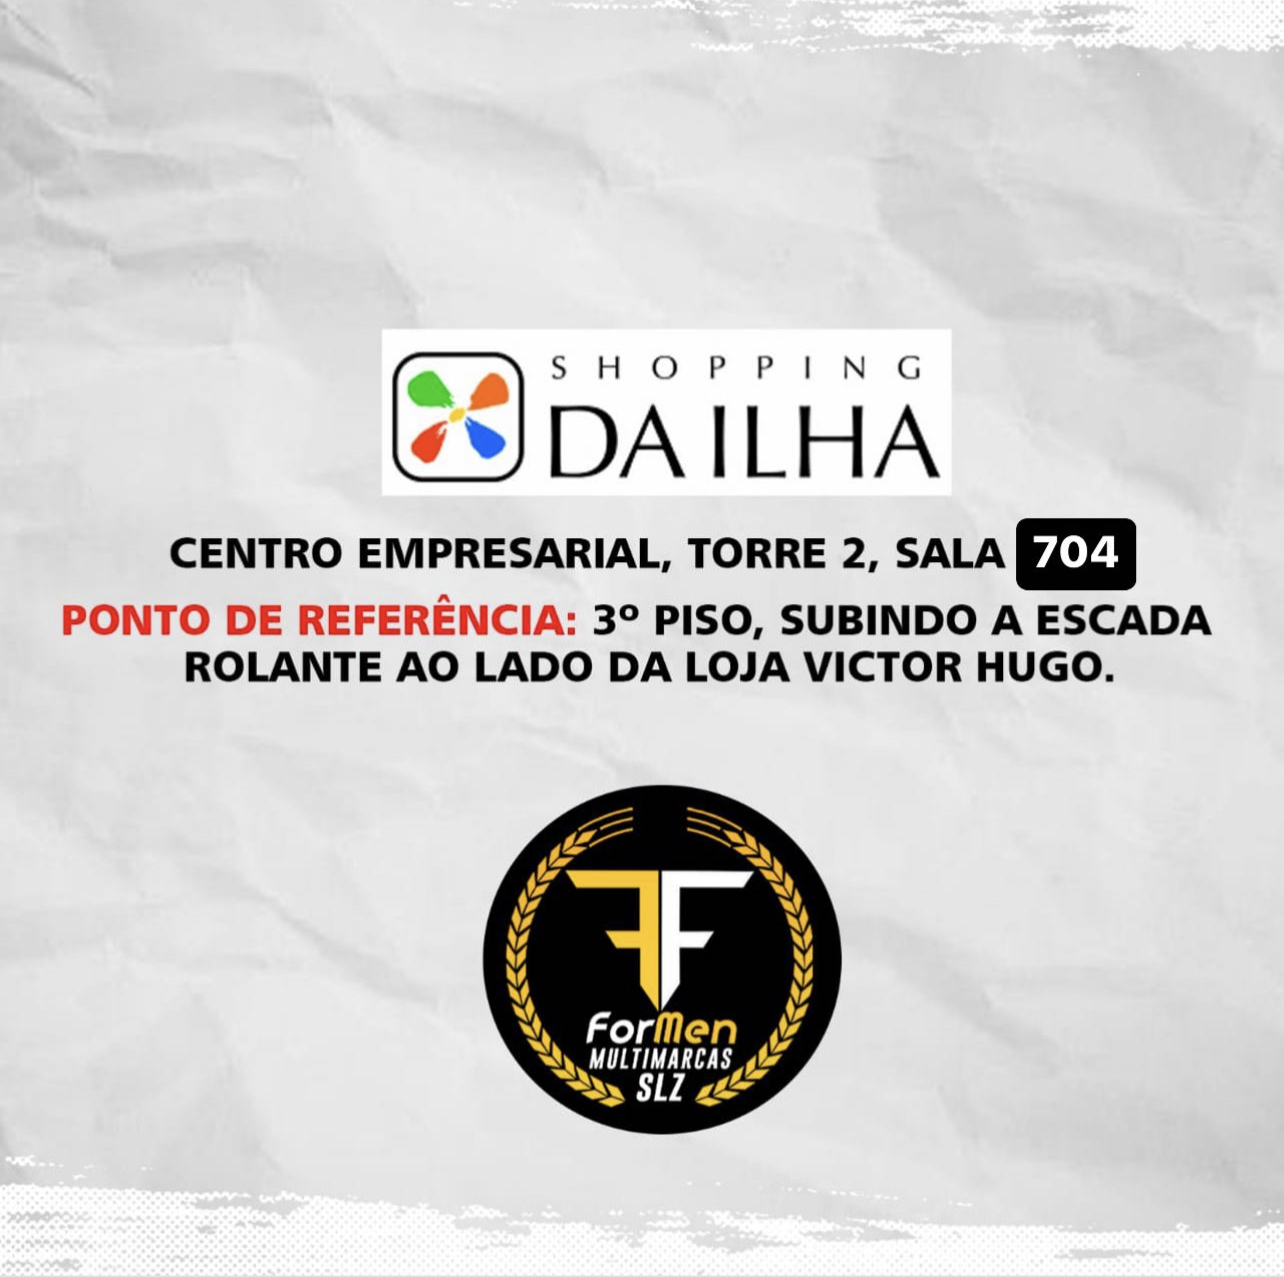 SHOPPING
DA ILHA
CENTRO EMPRESARIAL, TORRE 2, SALA 704
PONTO DE REFERÊNCIA: 3º PISO, SUBINDO A ESCADA
ROLANTE AO LADO DA LOJA VICTOR HUGO.
FF
ForMen
MULTIMARCAS
SLZ